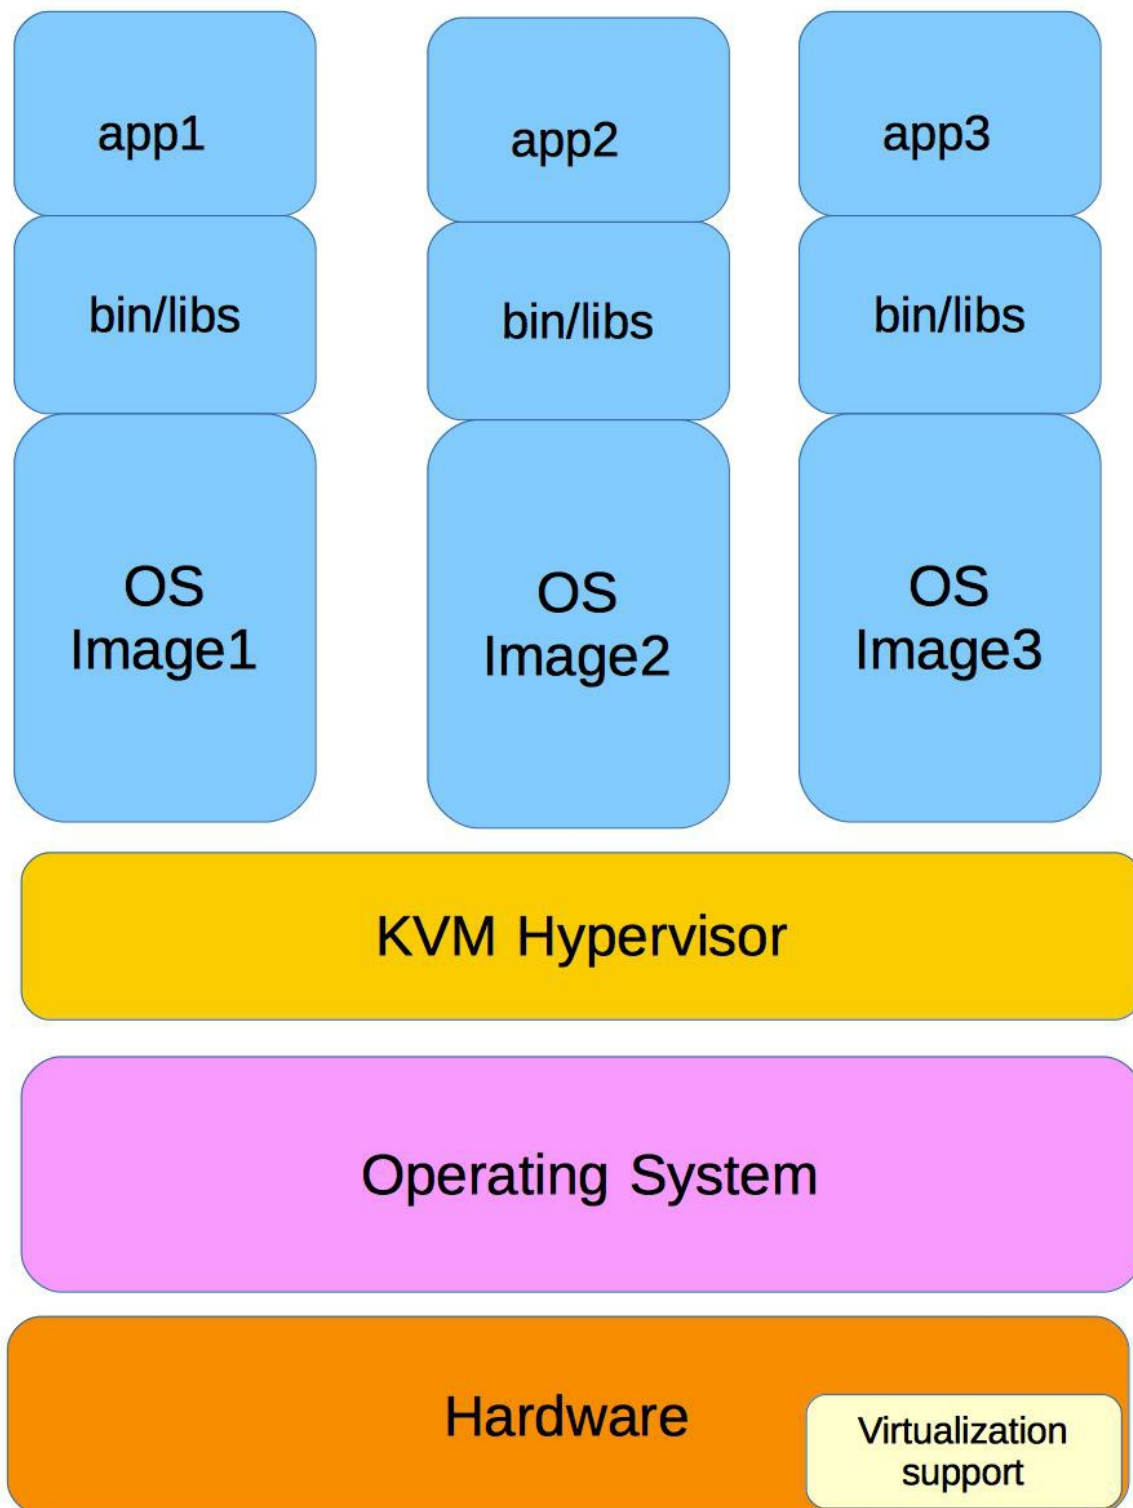 app1
app2
app3
bin/libs
bin/libs
bin/libs
OS
Image1
OS
Image2
OS
Image3
KVM Hypervisor
Operating System
Hardware
Virtualization
support